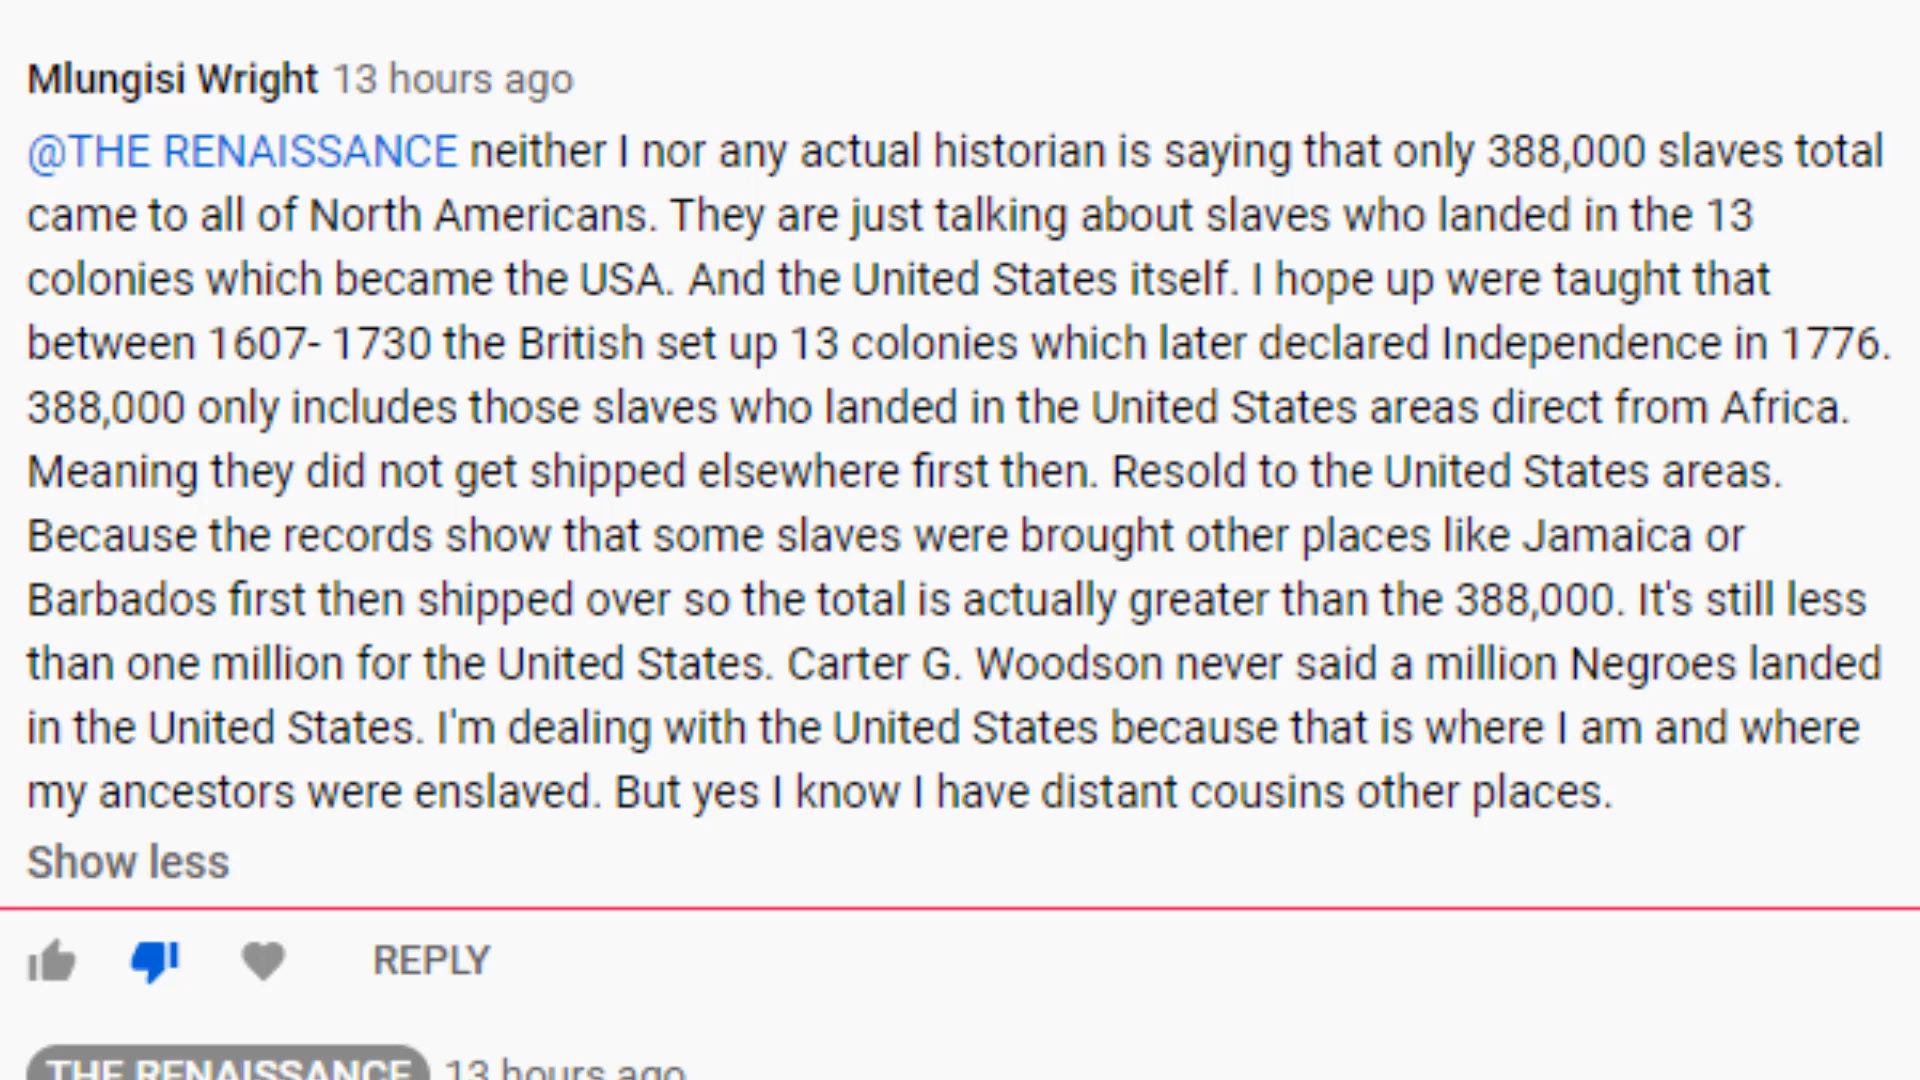 Mlungisi Wright 13 hours ago
@THE RENAISSANCE neither I nor any actual historian is saying that only 388,000 slaves total
came to all of North Americans. They are just talking about slaves who landed in the 13
colonies which became the USA. And the United States itself. I hope up were taught that
between 1607- 1730 the British set up 13 colonies which later declared Independence in 1776.
388,000 only includes those slaves who landed in the United States areas direct from Africa.
Meaning they did not get shipped elsewhere first then. Resold to the United States areas.
Because the records show that some slaves were brought other places like Jamaica or
Barbados first then shipped over so the total is actually greater than the 388,000. It's still less
than one million for the United States. Carter G. Woodson never said a million Negroes landed
in the United States. I'm dealing with the United States because that is where I am and where
my ancestors were enslaved. But yes I know I have distant cousins other places.
Show less
REPLY
THE RENAISSANCE 13 hours ago